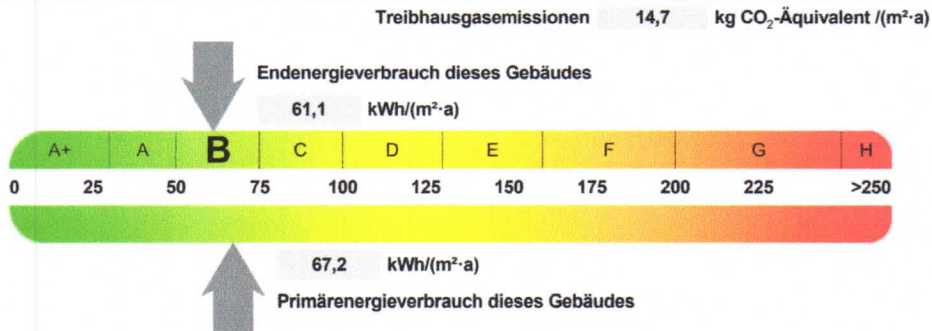 Treibhausgasemissionen 14,7 kg CO₂-Äquivalent /(m²·a)
Endenergieverbrauch dieses Gebäudes
61,1 kWh/(m²·a)
A+ A B C D E F G H
0 25 50 75 100 125 150 175 200 225 >250
67,2 kWh/(m²·a)
Primärenergieverbrauch dieses Gebäudes